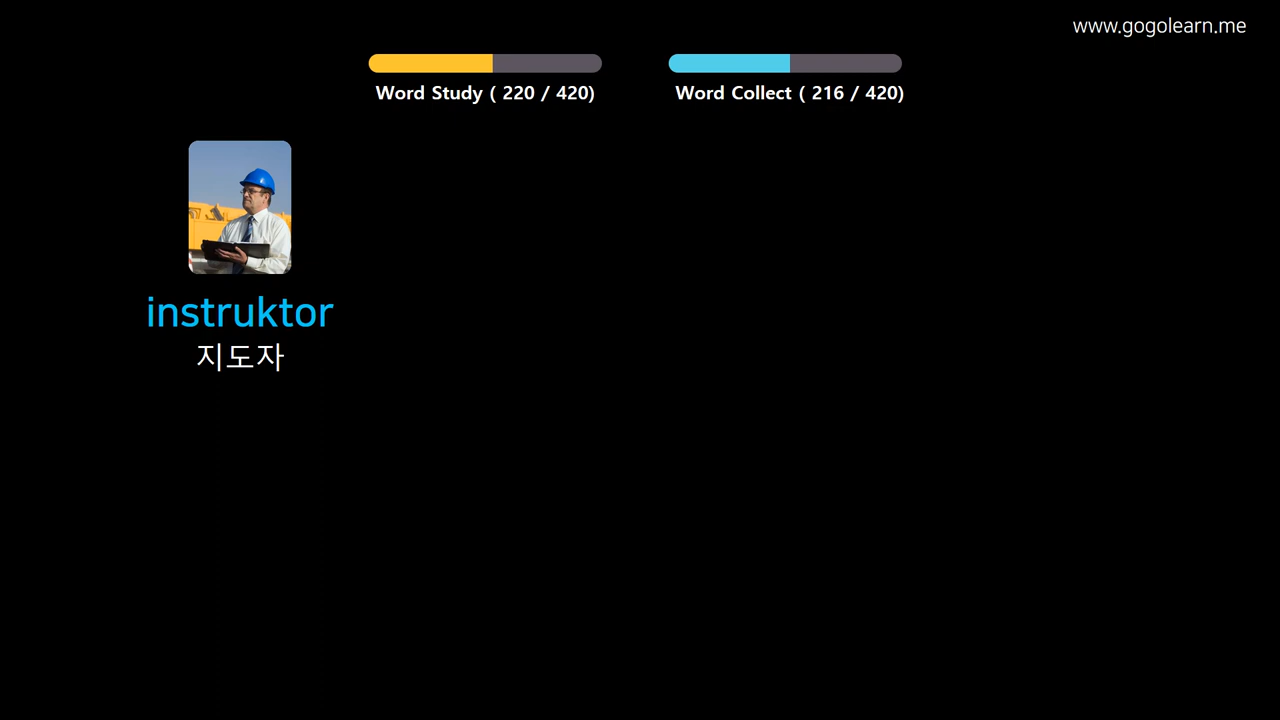 www.gogolearn.me
Word Study ( 220 / 420)
Word Collect ( 216 / 420)
instruktor
지도자